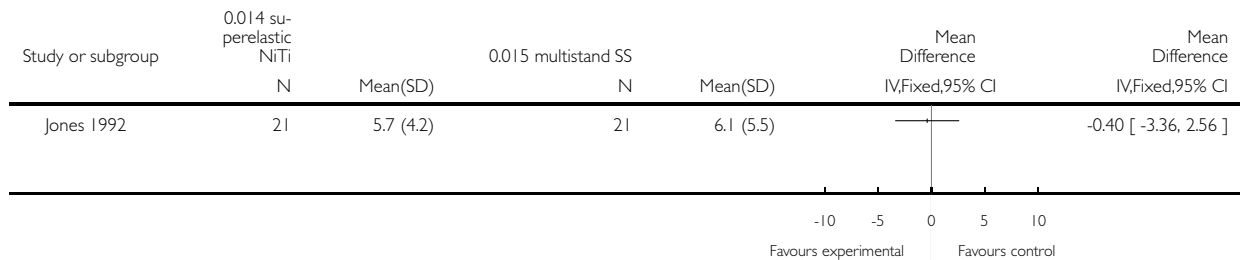 0.014 su-
perelastic
Study or subgroup NiTi 0.015 multistand SS Mean Difference Mean Difference
N Mean(SD) N Mean(SD) IV,Fixed,95% CI IV,Fixed,95% CI
Jones 1992 21 5.7 (4.2) 21 6.1 (5.5) -0.40 [ -3.36, 2.56 ]
-10 -5 0 5 10
Favours experimental Favours control